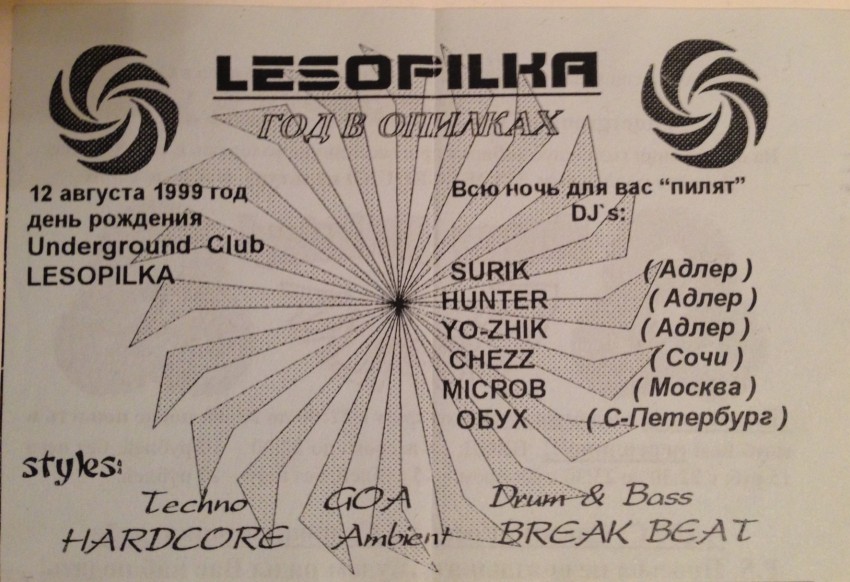 LESOPILKA
ГОД В ОПИЛКАХ
12 августа 1999 год
день рождения
Underground Club
LESOPILKA
Всю ночь для вас “пилят”
DJ`s:
SURIK (Адлер)
HUNTER (Адлер)
YO-ZHIK (Адлер)
CHEZZ (Сочи)
MICROB (Москва)
ОБУХ (С-Петербург)
styles:
Techno GOA Drum & Bass
HARDCORE Ambient BREAK BEAT